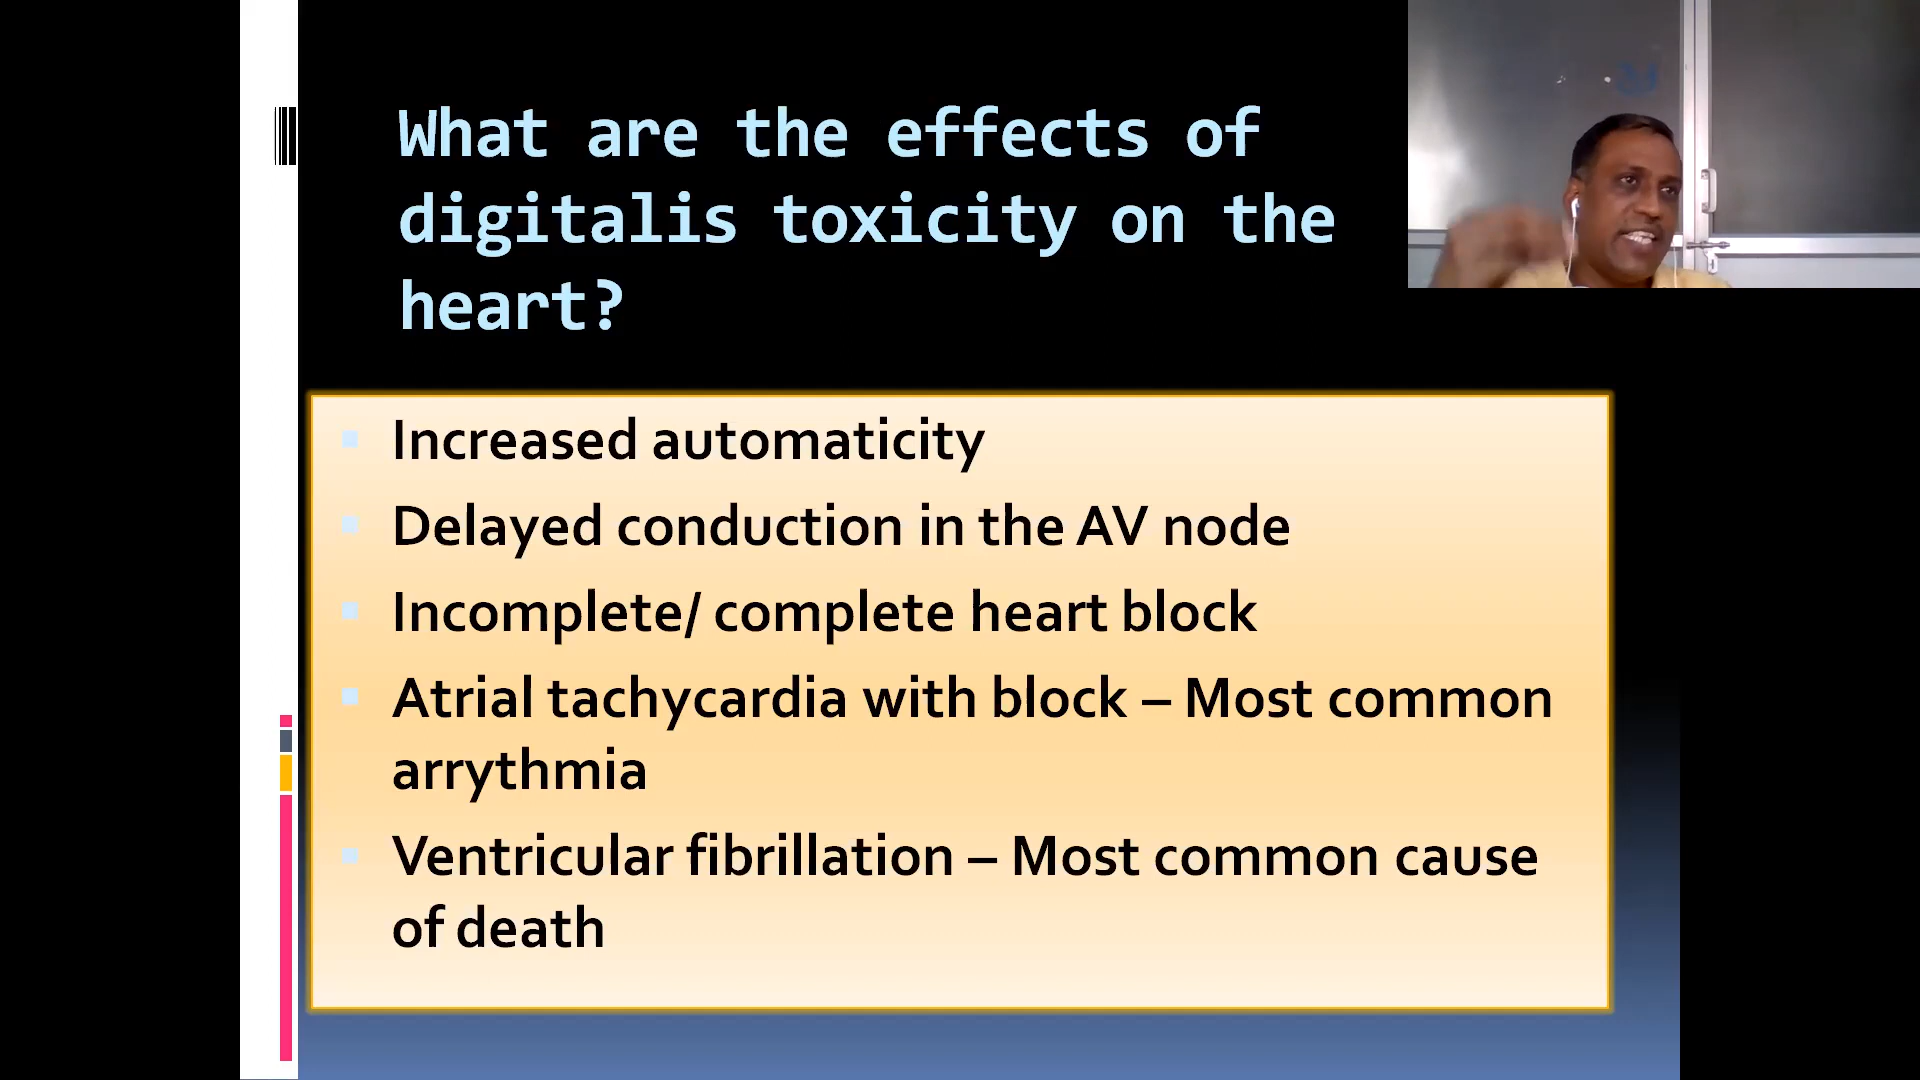 What are the effects of
digitalis toxicity on the
heart?
Increased automaticity
Delayed conduction in the AV node
Incomplete/ complete heart block
Atrial tachycardia with block – Most common
arrythmia
Ventricular fibrillation – Most common cause
of death